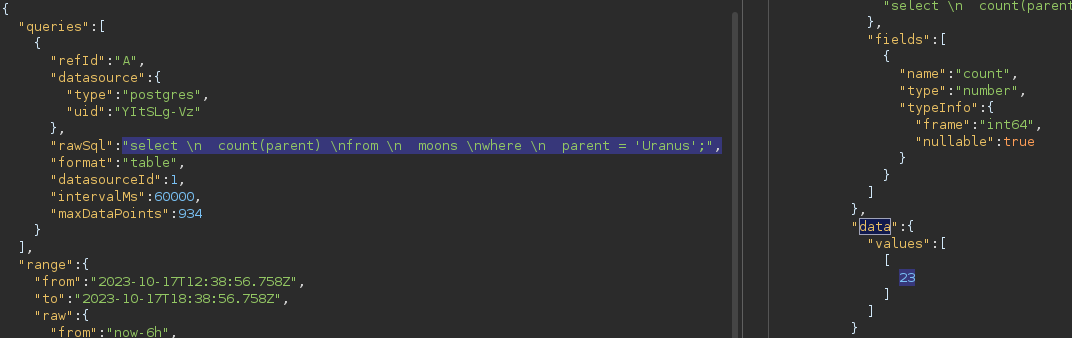 {
"queries":[
{
"refId":"A",
"datasource":{
"type":"postgres",
"uid":"YItSLg-Vz"
},
"rawSql":"select \n  count(parent) \nfrom \n  moons \nwhere \n  parent = 'Uranus';",
"format":"table",
"datasourceId":1,
"intervalMs":60000,
"maxDataPoints":934
}
],
"range":{
"from":"2023-10-17T12:38:56.758Z",
"to":"2023-10-17T18:38:56.758Z",
"raw":{
"from":"now-6h",
"select \n  count(parent
},
"fields":[
{
"name":"count",
"type":"number",
"typeInfo":{
"frame":"int64",
"nullable":true
}
}
]
},
"data":{
"values":[
[
23
]
]
}